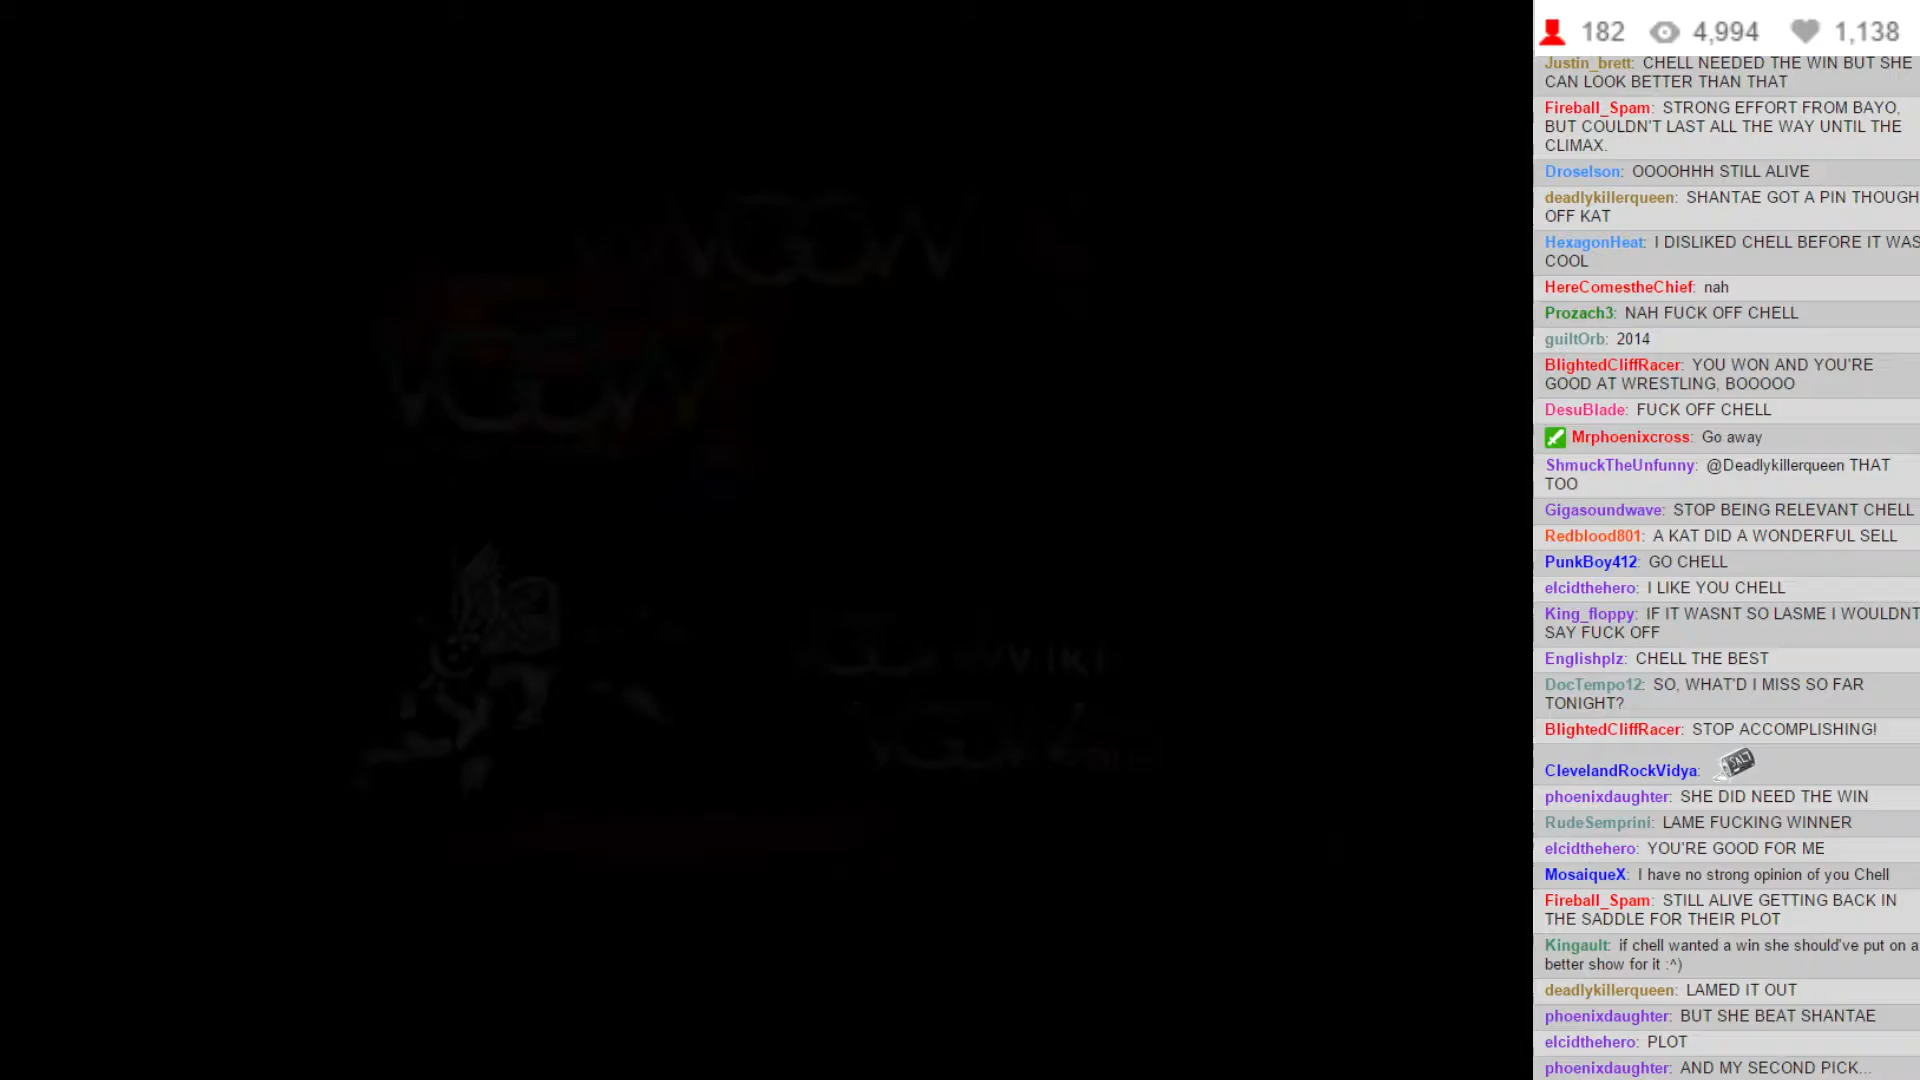 182 4,994 1,138
Justin_brett: CHELL NEEDED THE WIN BUT SHE
CAN LOOK BETTER THAN THAT
Fireball_Spam: STRONG EFFORT FROM BAYO,
BUT COULDN'T LAST ALL THE WAY UNTIL THE
CLIMAX.
Droselson: OOOOHHH STILL ALIVE
deadlykillerqueen: SHANTAE GOT A PIN THOUGH
OFF KAT
HexagonHeat: I DISLIKED CHELL BEFORE IT WAS
COOL
HereComestheChief: nah
Prozach3: NAH FUCK OFF CHELL
guiltOrb: 2014
BlightedCliffRacer: YOU WON AND YOU'RE
GOOD AT WRESTLING, BOOOOO
DesuBlade: FUCK OFF CHELL
Mrphoenixcross: Go away
ShmuckTheUnfunny: @Deadlykillerqueen THAT
TOO
Gigasoundwave: STOP BEING RELEVANT CHELL
Redblood801: A KAT DID A WONDERFUL SELL
PunkBoy412: GO CHELL
elcidthehero: I LIKE YOU CHELL
King_floppy: IF IT WASNT SO LASME I WOULDNT
SAY FUCK OFF
Englishplz: CHELL THE BEST
DocTempo12: SO, WHAT'D I MISS SO FAR
TONIGHT?
BlightedCliffRacer: STOP ACCOMPLISHING!
ClevelandRockVidya: SALT
phoenixdaughter: SHE DID NEED THE WIN
RudeSemprini: LAME FUCKING WINNER
elcidthehero: YOU'RE GOOD FOR ME
MosaiqueX: I have no strong opinion of you Chell
Fireball_Spam: STILL ALIVE GETTING BACK IN
THE SADDLE FOR THEIR PLOT
Kingault: if chell wanted a win she should've put on a
better show for it :^)
deadlykillerqueen: LAMED IT OUT
phoenixdaughter: BUT SHE BEAT SHANTAE
elcidthehero: PLOT
phoenixdaughter: AND MY SECOND PICK...